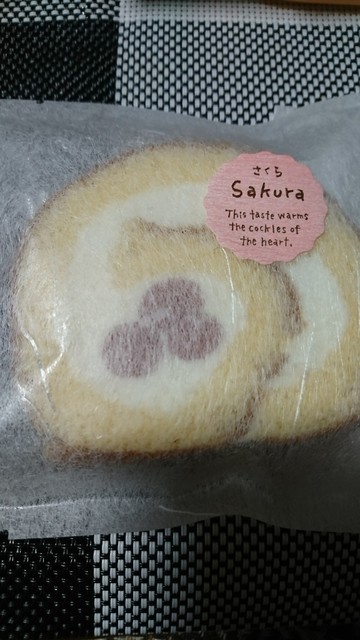 さくら
Sakura
This taste warms
the cockles of
the heart.